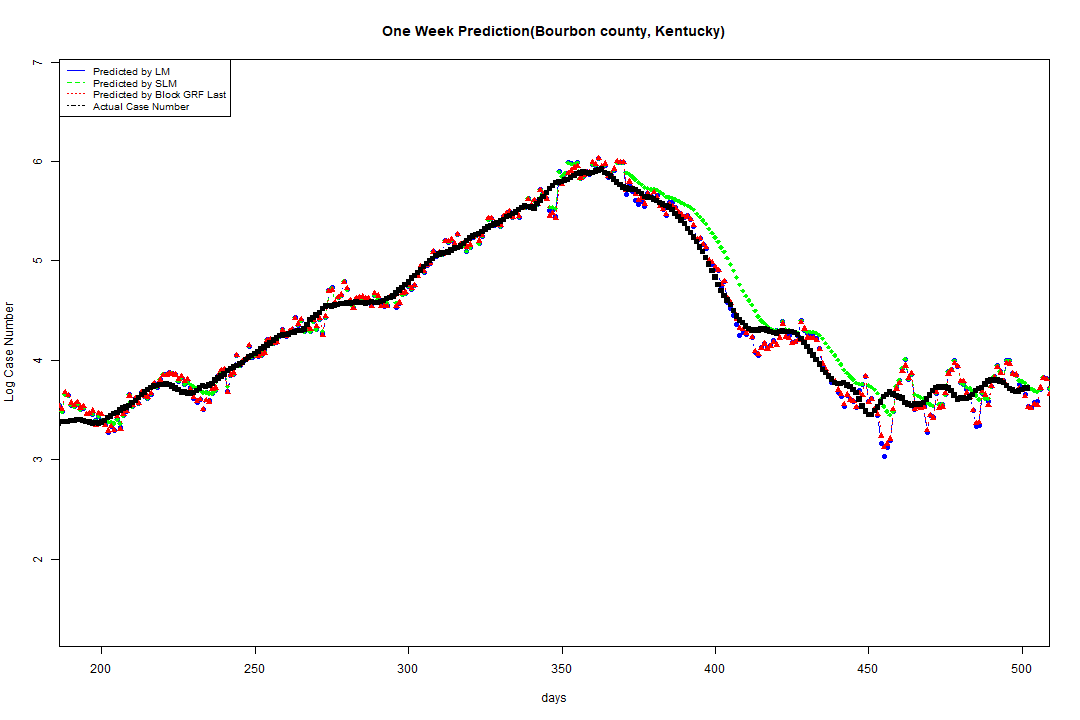 One Week Prediction(Bourbon county, Kentucky)
7
Predicted by LM
Predicted by SLM
Predicted by Block GRF Last
Actual Case Number
6
5
4
3
2
Log Case Number
200 250 300 350 400 450 500
days